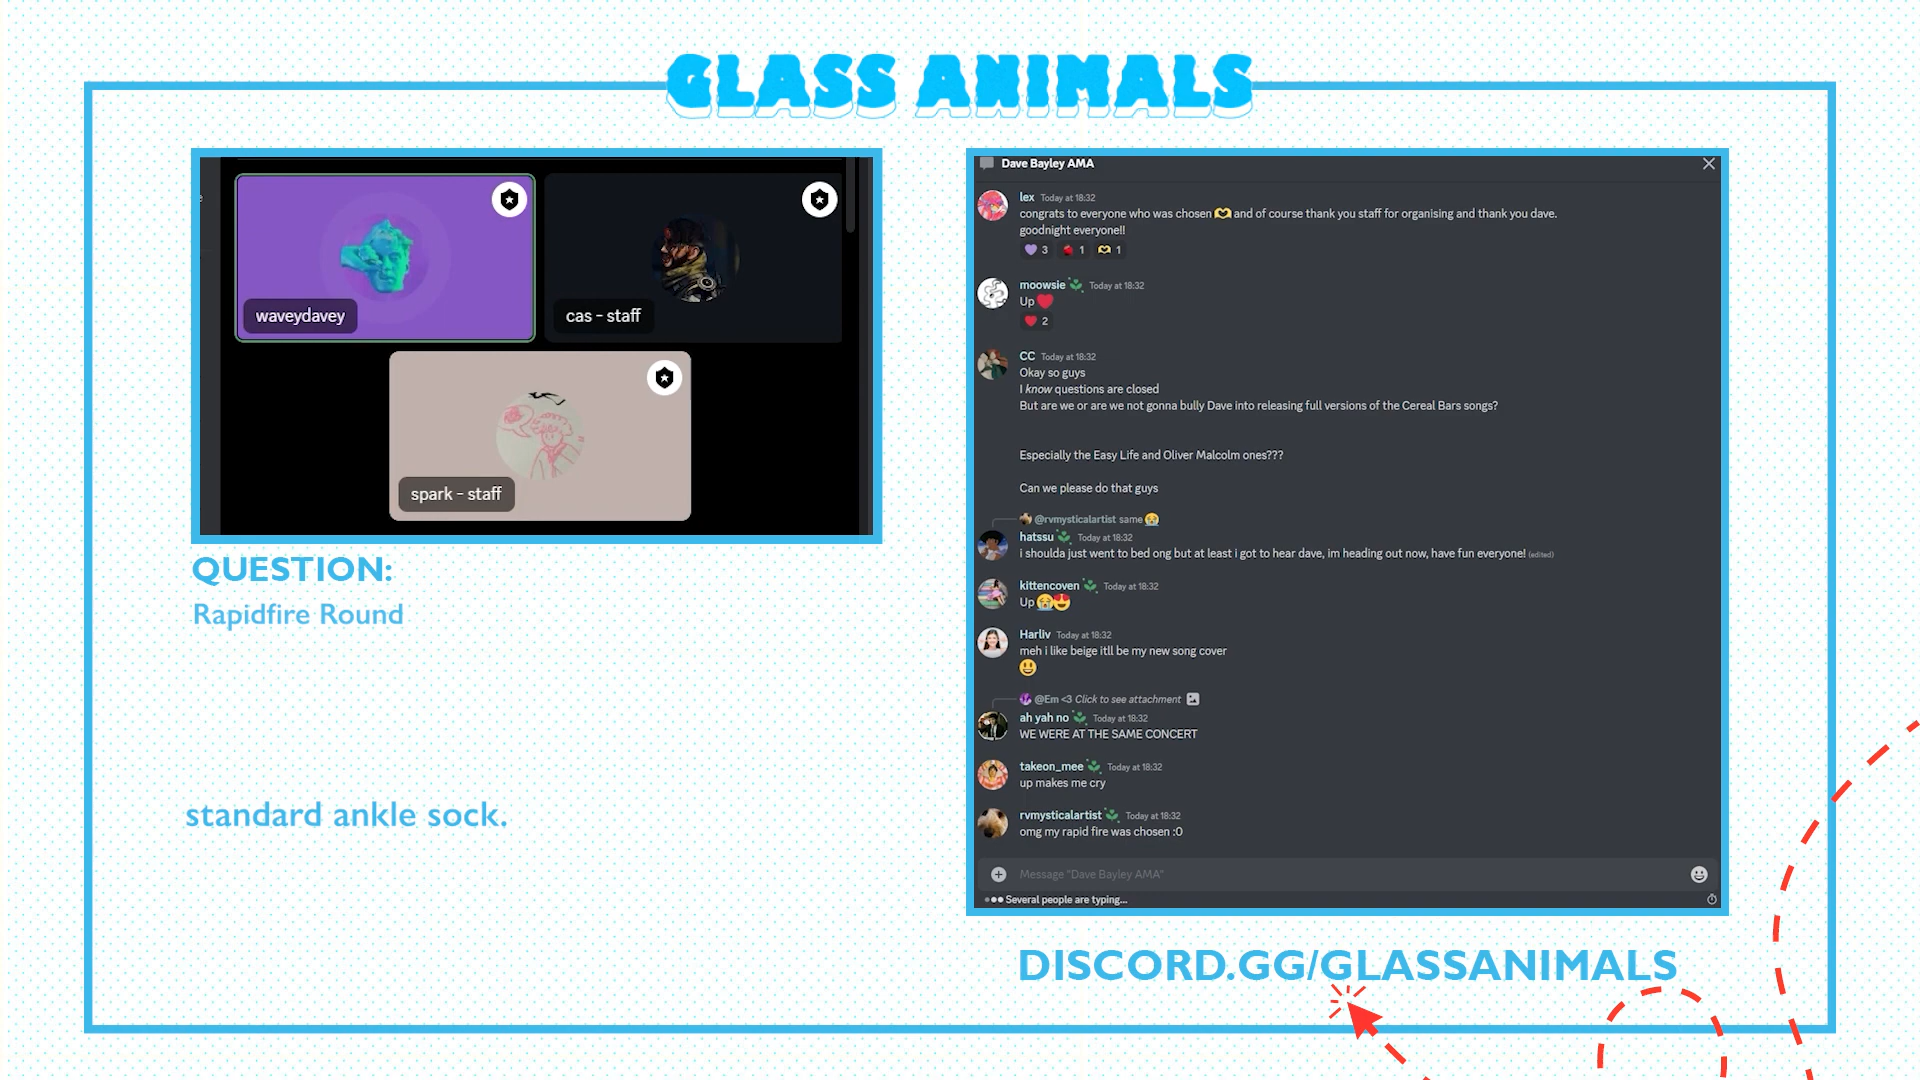 GLASS ANIMALS
waveydavey
cas - staff
spark - staff
QUESTION:
Rapidfire Round
standard ankle sock.
Dave Bayley AMA
lex Today at 18:32
congrats to everyone who was chosen 🫶 and of course thank you staff for organising and thank you dave.
goodnight everyone!!
💜 3 1 🫶 1
moowsie Today at 18:32
Up ❤️
❤️ 2
CC Today at 18:32
Okay so guys
I know questions are closed
But are we or are we not gonna bully Dave into releasing full versions of the Cereal Bars songs?
Especially the Easy Life and Oliver Malcolm ones???
Can we please do that guys
@rvmysticalartist same 😭
hatssu Today at 18:32
i shoulda just went to bed ong but at least i got to hear dave, im heading out now, have fun everyone! (edited)
kittencoven Today at 18:32
Up 😭😍
Harliv Today at 18:32
meh i like beige itll be my new song cover
😃
@Em <3 Click to see attachment
ah yah no Today at 18:32
WE WERE AT THE SAME CONCERT
takeon_mee Today at 18:32
up makes me cry
rvmysticalartist Today at 18:32
omg my rapid fire was chosen :O
Message "Dave Bayley AMA"
Several people are typing...
DISCORD.GG/GLASSANIMALS